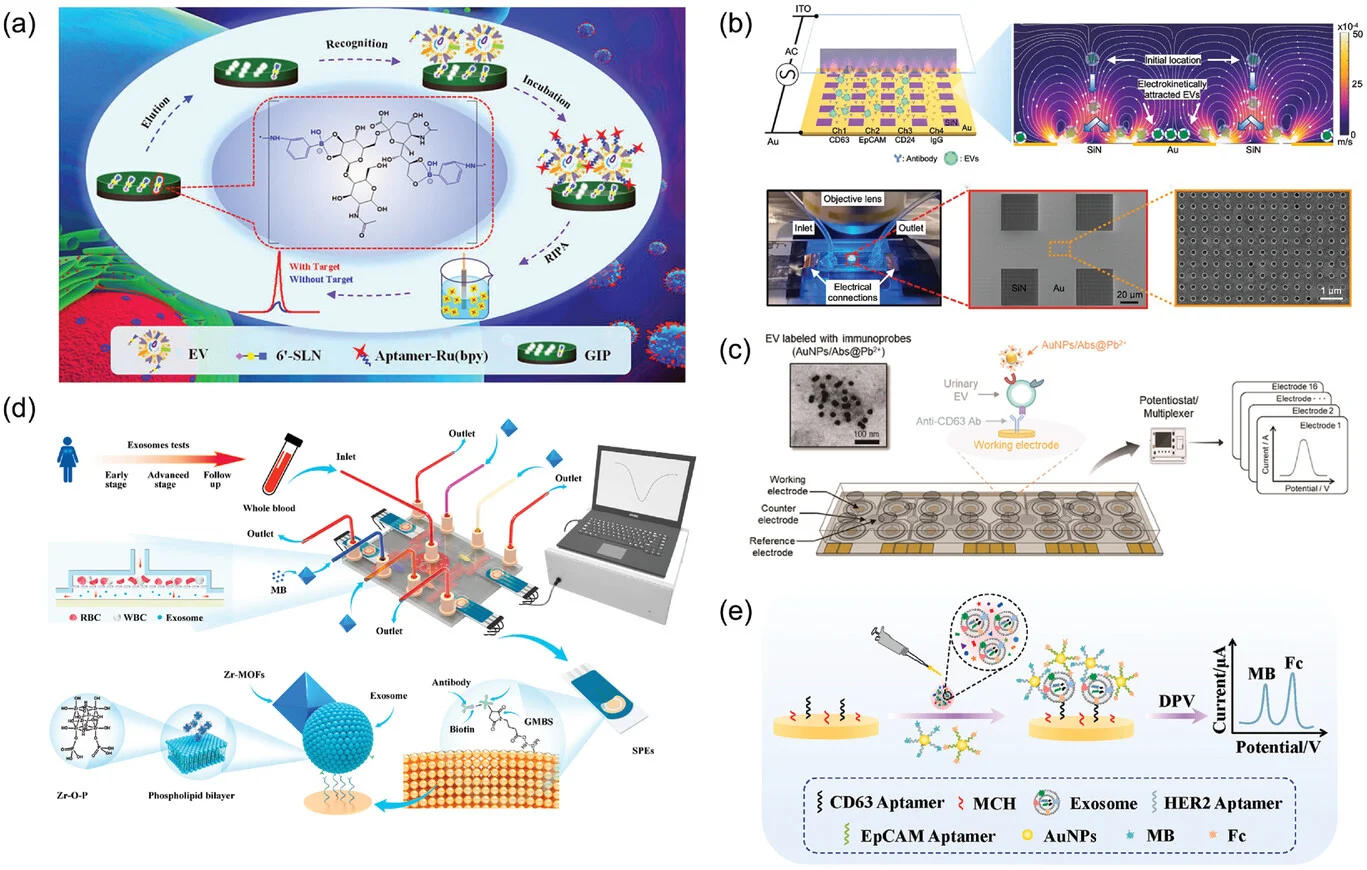 (a)
Recognition
Elution
Incubation
RIPA
With Target
Without Target
EV
6'-SLN
Aptamer-Ru(bpy)
GIP
(b)
ITO
AC
Au
Ch1
CD63
Ch2
EpCAM
Ch3
CD24
Ch4
IgG
SiN
Au
: Antibody
: EVs
Initial location
Electrokinetically
attracted EVs
SiN
Au
SiN
x10⁻⁴
50
25
0
m/s
Objective lens
Inlet
Outlet
Electrical
connections
SiN
Au
20 μm
1 μm
(c)
EV labeled with immunoprobes
(AuNPs/Abs@Pb²⁺)
100 nm
AuNPs/Abs@Pb²⁺
Urinary
EV
Anti-CD63 Ab
Working electrode
Potentiostat/
Multiplexer
Electrode 16
Electrode · · ·
Electrode 2
Electrode 1
Current / A
Potential / V
Working
electrode
Counter
electrode
Reference
electrode
(d)
Exosomes tests
Early
stage
Advanced
stage
Follow
up
Whole blood
Inlet
Outlet
Outlet
Outlet
MB
Outlet
RBC
WBC
Exosome
Zr-MOFs
Exosome
Antibody
Biotin
GMBS
SPEs
Zr-O-P
Phospholipid bilayer
(e)
DPV
Current/μA
MB
Fc
Potential/V
CD63 Aptamer
MCH
Exosome
HER2 Aptamer
EpCAM Aptamer
AuNPs
MB
Fc